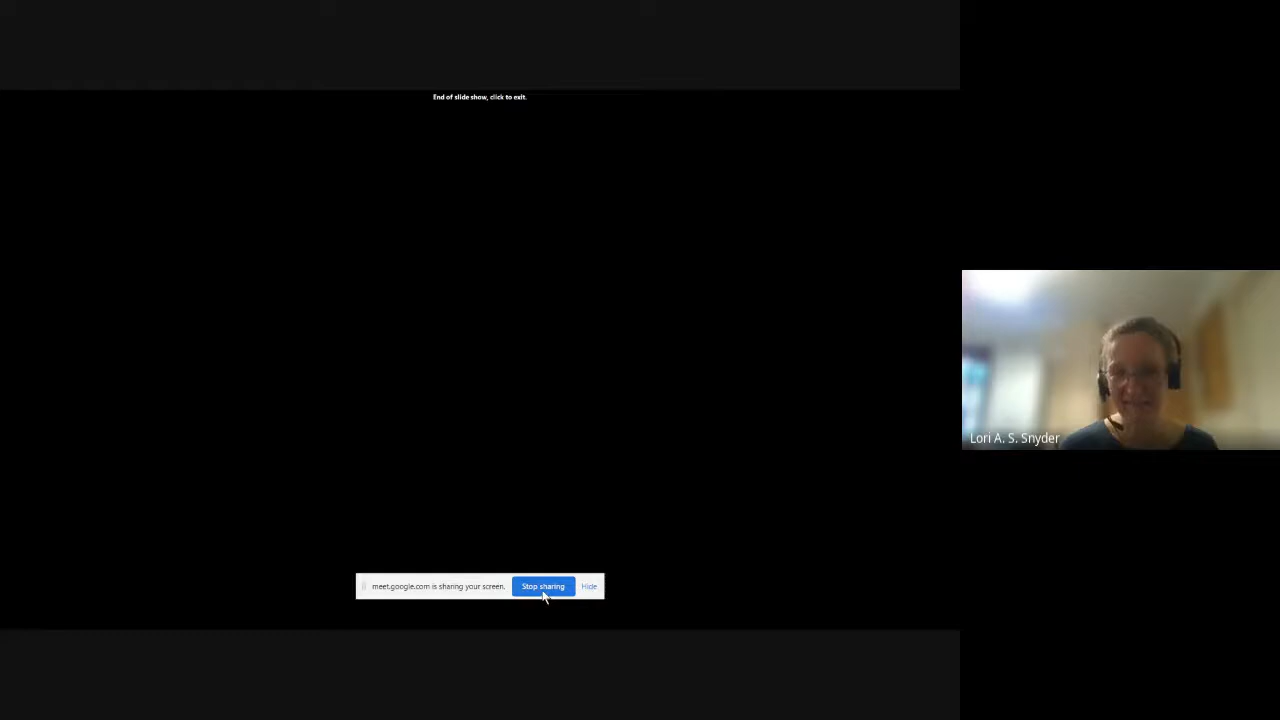 End of slide show, click to exit.
Lori A. S. Snyder
meet.google.com is sharing your screen. Stop sharing Hide